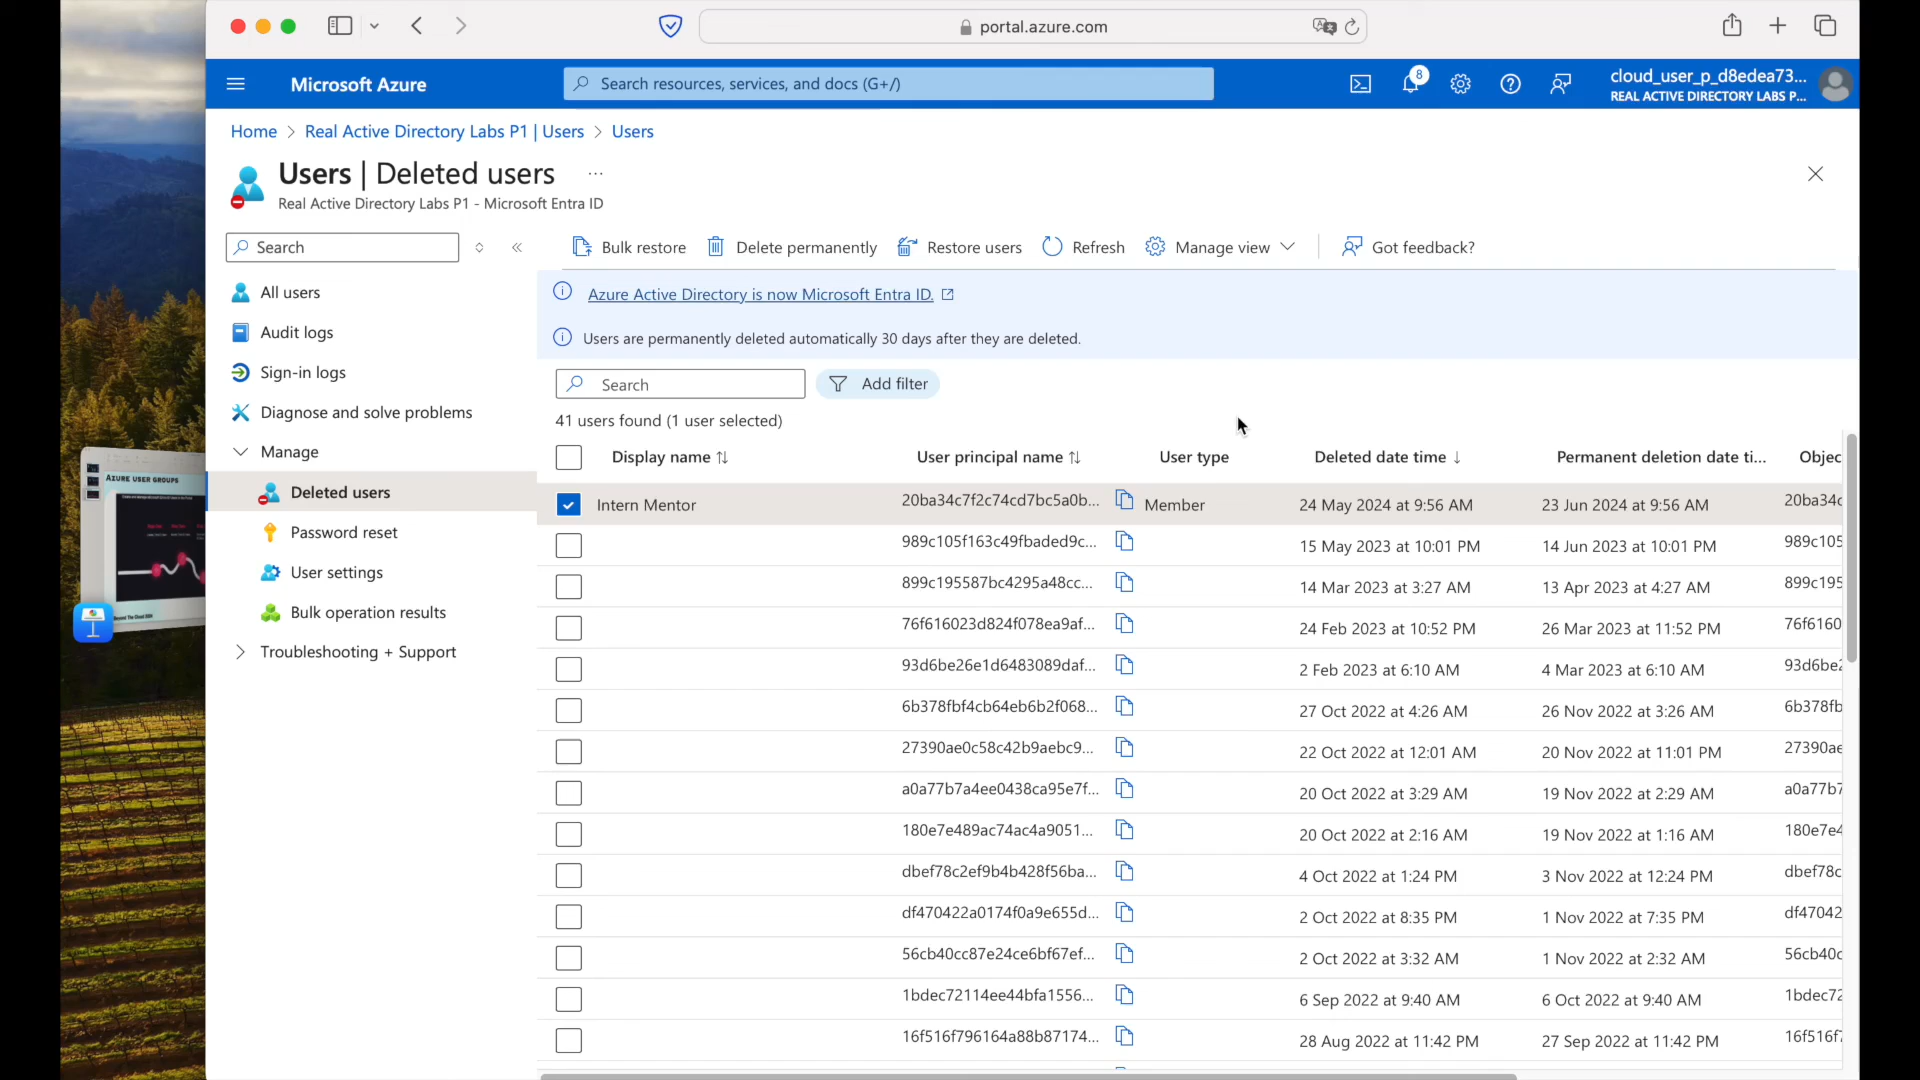 portal.azure.com
Microsoft Azure
Search resources, services, and docs (G+/)
8
cloud_user_p_d8edea73...
REAL ACTIVE DIRECTORY LABS P...
Home > Real Active Directory Labs P1 | Users > Users
Users | Deleted users ...
Real Active Directory Labs P1 - Microsoft Entra ID
Search
Bulk restore Delete permanently Restore users Refresh Manage view Got feedback?
All users
Audit logs
Sign-in logs
Diagnose and solve problems
Manage
Deleted users
Password reset
User settings
Bulk operation results
Troubleshooting + Support
Azure Active Directory is now Microsoft Entra ID.
Users are permanently deleted automatically 30 days after they are deleted.
Search Add filter
41 users found (1 user selected)
Display name User principal name User type Deleted date time ↓ Permanent deletion date ti... Objec
Intern Mentor 20ba34c7f2c74cd7bc5a0b... Member 24 May 2024 at 9:56 AM 23 Jun 2024 at 9:56 AM 20ba34c
989c105f163c49fbaded9c... 15 May 2023 at 10:01 PM 14 Jun 2023 at 10:01 PM 989c105
899c195587bc4295a48cc... 14 Mar 2023 at 3:27 AM 13 Apr 2023 at 4:27 AM 899c195
76f616023d824f078ea9af... 24 Feb 2023 at 10:52 PM 26 Mar 2023 at 11:52 PM 76f6160
93d6be26e1d6483089daf... 2 Feb 2023 at 6:10 AM 4 Mar 2023 at 6:10 AM 93d6be2
6b378fbf4cb64eb6b2f068... 27 Oct 2022 at 4:26 AM 26 Nov 2022 at 3:26 AM 6b378fb
27390ae0c58c42b9aebc9... 22 Oct 2022 at 12:01 AM 20 Nov 2022 at 11:01 PM 27390ae
a0a77b7a4ee0438ca95e7f... 20 Oct 2022 at 3:29 AM 19 Nov 2022 at 2:29 AM a0a77b7
180e7e489ac74ac4a9051... 20 Oct 2022 at 2:16 AM 19 Nov 2022 at 1:16 AM 180e7e4
dbef78c2ef9b4b428f56ba... 4 Oct 2022 at 1:24 PM 3 Nov 2022 at 12:24 PM dbef78c
df470422a0174f0a9e655d... 2 Oct 2022 at 8:35 PM 1 Nov 2022 at 7:35 PM df47042
56cb40cc87e24ce6bf67ef... 2 Oct 2022 at 3:32 AM 1 Nov 2022 at 2:32 AM 56cb40c
1bdec72114ee44bfa1556... 6 Sep 2022 at 9:40 AM 6 Oct 2022 at 9:40 AM 1bdec72
16f516f796164a88b87174... 28 Aug 2022 at 11:42 PM 27 Sep 2022 at 11:42 PM 16f516f
AZURE USER GROUPS